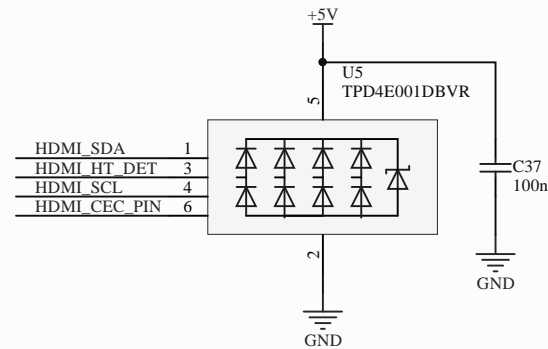 +5V
U5
TPD4E001DBVR
5
HDMI_SDA 1
HDMI_HT_DET 3
HDMI_SCL 4
HDMI_CEC_PIN 6
C37
100n
2
GND
GND